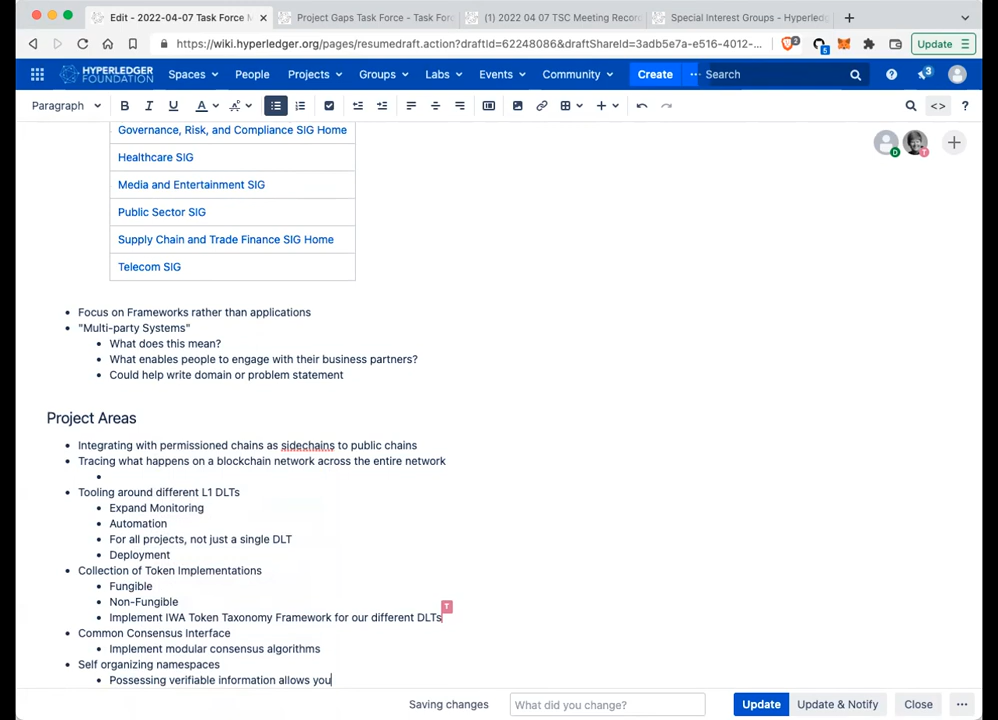 Edit - 2022-04-07 Task Force M
Project Gaps Task Force - Task For
(1) 2022 04 07 TSC Meeting Record
Special Interest Groups - Hyperledg
https://wiki.hyperledger.org/pages/resumedraft.action?draftId=62248086&draftShareId=3adb5e7a-e516-4012-...
2
5
Update
HYPERLEDGER
FOUNDATION
Spaces
People
Projects
Groups
Labs
Events
Community
Create
Search
3
Paragraph
B
I
U
A
Governance, Risk, and Compliance SIG Home
Healthcare SIG
Media and Entertainment SIG
Public Sector SIG
Supply Chain and Trade Finance SIG Home
Telecom SIG
D
T
Focus on Frameworks rather than applications
"Multi-party Systems"
What does this mean?
What enables people to engage with their business partners?
Could help write domain or problem statement
Project Areas
Integrating with permissioned chains as sidechains to public chains
Tracing what happens on a blockchain network across the entire network
Tooling around different L1 DLTs
Expand Monitoring
Automation
For all projects, not just a single DLT
Deployment
Collection of Token Implementations
Fungible
Non-Fungible
Implement IWA Token Taxonomy Framework for our different DLTs
T
Common Consensus Interface
Implement modular consensus algorithms
Self organizing namespaces
Possessing verifiable information allows you
Saving changes
What did you change?
Update
Update & Notify
Close